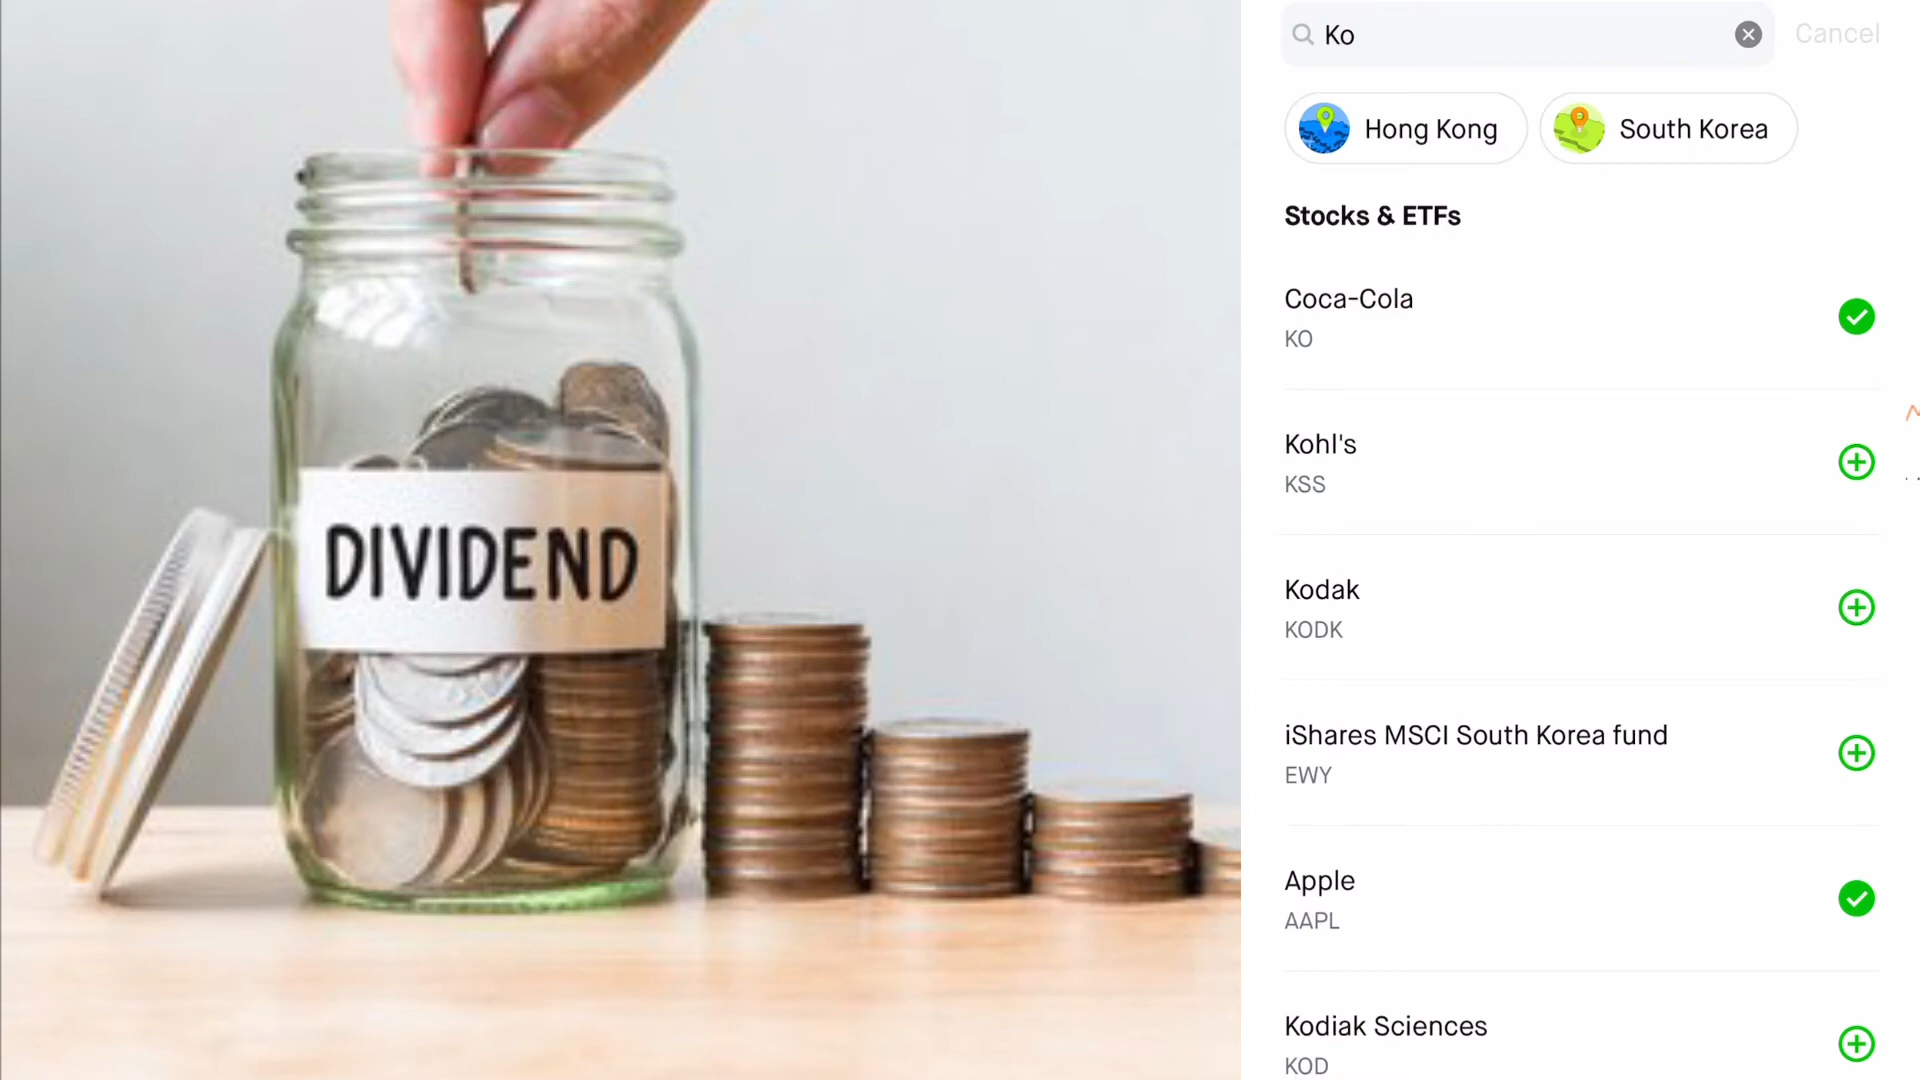 DIVIDEND
Ko
Cancel
Hong Kong
South Korea
Stocks & ETFs
Coca-Cola
KO
Kohl's
KSS
Kodak
KODK
iShares MSCI South Korea fund
EWY
Apple
AAPL
Kodiak Sciences
KOD